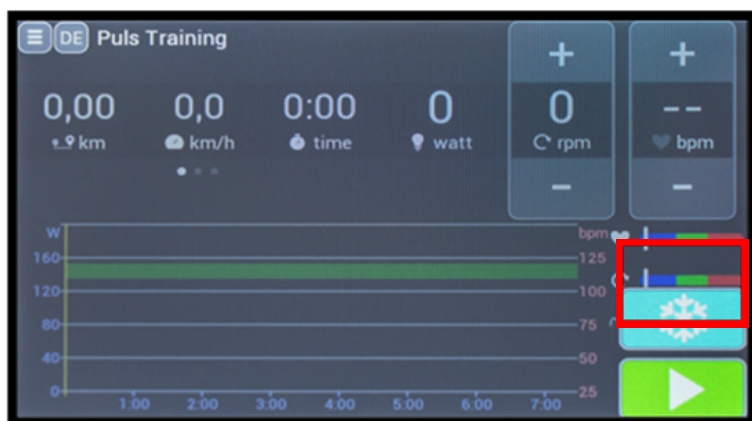 DE Puls Training
+ +
0,00 0,0 0:00 0 0 --
km km/h time watt rpm bpm
- -
W bpm
160 125
120 100
80 75
40 50
0 25
1:00 2:00 3:00 4:00 5:00 6:00 7:00